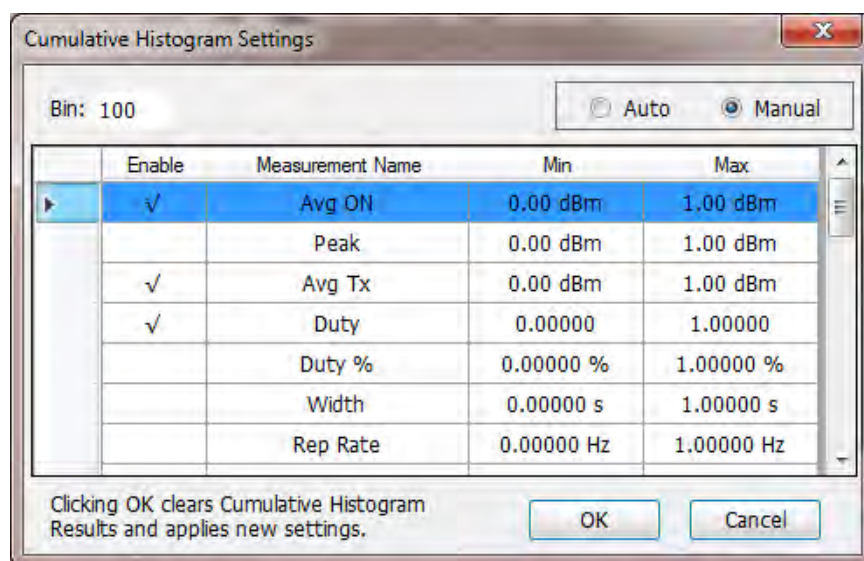 Cumulative Histogram Settings
Bin: 100 Auto Manual
Enable Measurement Name Min Max
√ Avg ON 0.00 dBm 1.00 dBm
Peak 0.00 dBm 1.00 dBm
√ Avg Tx 0.00 dBm 1.00 dBm
√ Duty 0.00000 1.00000
Duty % 0.00000 % 1.00000 %
Width 0.00000 s 1.00000 s
Rep Rate 0.00000 Hz 1.00000 Hz
Clicking OK clears Cumulative Histogram
Results and applies new settings.
OK Cancel